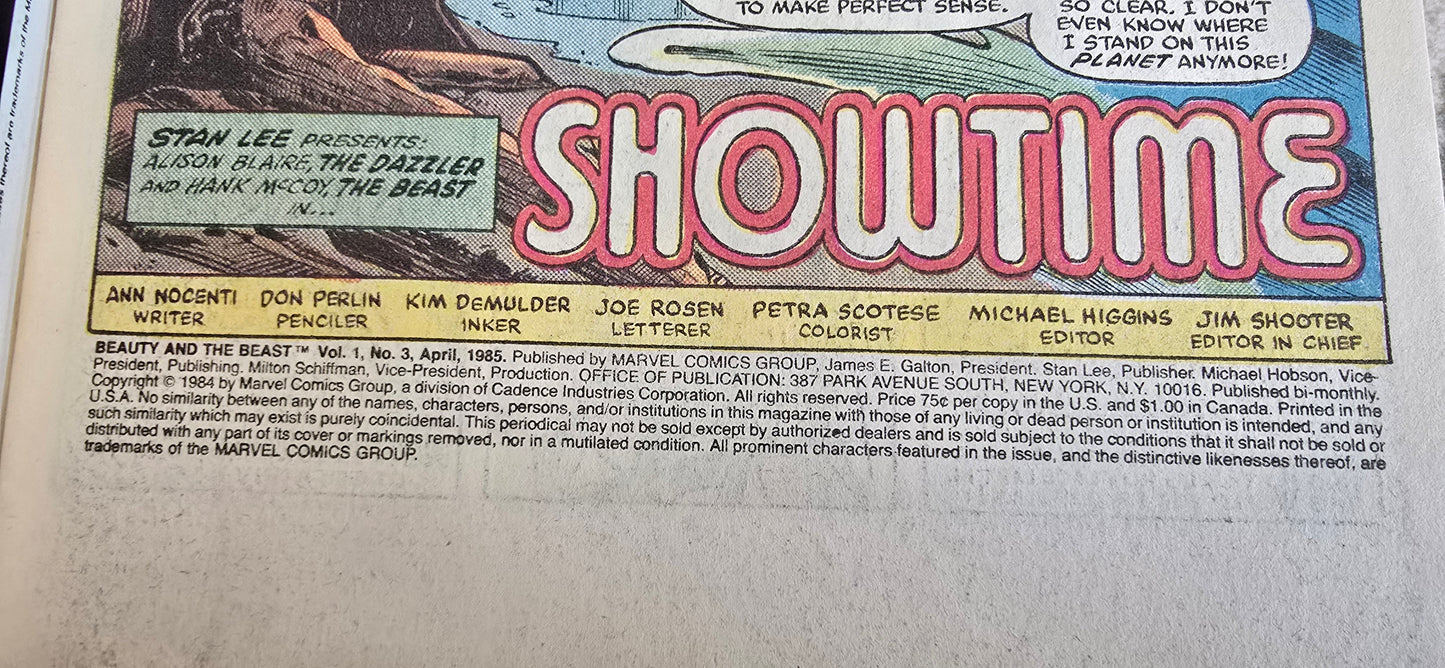 TO MAKE PERFECT SENSE.
SO CLEAR. I DON'T
EVEN KNOW WHERE
I STAND ON THIS
PLANET ANYMORE!
STAN LEE PRESENTS:
ALISON BLAIRE, THE DAZZLER
AND HANK McCOY, THE BEAST
IN...
SHOWTIME
ANN NOCENTI
WRITER
DON PERLIN
PENCILER
KIM DEMULDER
INKER
JOE ROSEN
LETTERER
PETRA SCOTESE
COLORIST
MICHAEL HIGGINS
EDITOR
JIM SHOOTER
EDITOR IN CHIEF
BEAUTY AND THE BEAST™ Vol. 1, No. 3, April, 1985. Published by MARVEL COMICS GROUP, James E. Galton, President. Stan Lee, Publisher. Michael Hobson, Vice-
President, Publishing. Milton Schiffman, Vice-President, Production. OFFICE OF PUBLICATION: 387 PARK AVENUE SOUTH, NEW YORK, N.Y. 10016. Published bi-monthly.
Copyright © 1984 by Marvel Comics Group, a division of Cadence Industries Corporation. All rights reserved. Price 75¢ per copy in the U.S. and $1.00 in Canada. Printed in the
U.S.A. No similarity between any of the names, characters, persons, and/or institutions in this magazine with those of any living or dead person or institution is intended, and any
such similarity which may exist is purely coincidental. This periodical may not be sold except by authorized dealers and is sold subject to the conditions that it shall not be sold or
distributed with any part of its cover or markings removed, nor in a mutilated condition. All prominent characters featured in the issue, and the distinctive likenesses thereof, are
trademarks of the MARVEL COMICS GROUP.
thereof are trademarks of the